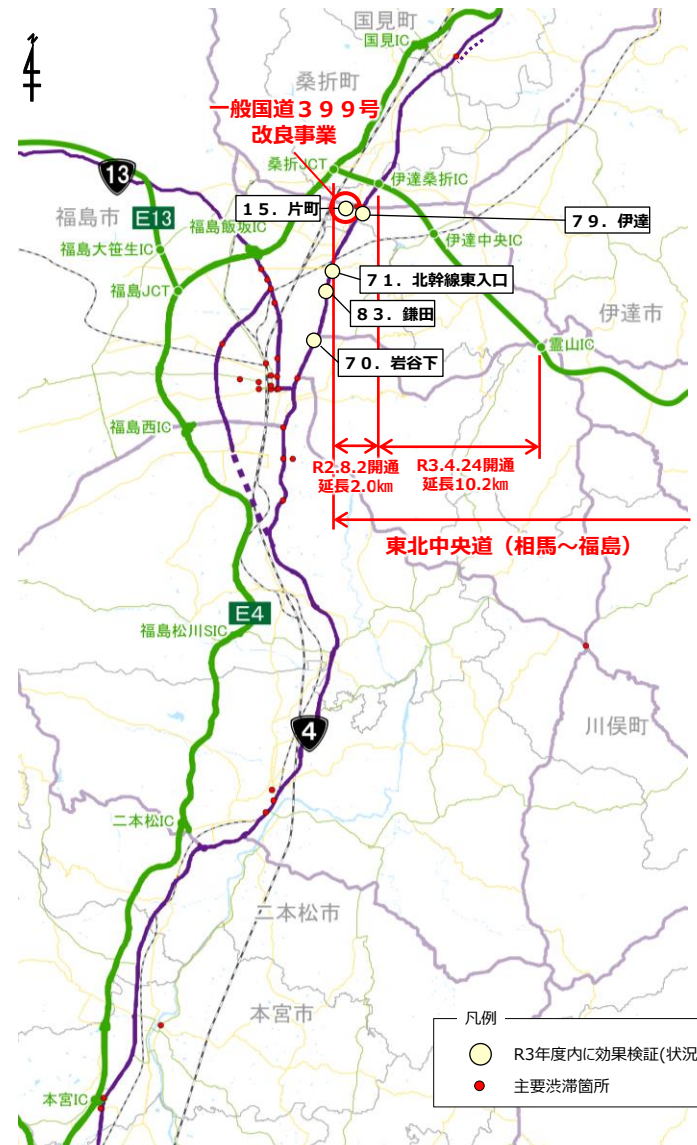 国見町
国見IC
桑折町
一般国道399号
改良事業
桑折JCT
伊達桑折IC
13
E13
福島市
福島飯坂IC
15．片町
79．伊達
福島大笹生IC
伊達中央IC
71．北幹線東入口
福島JCT
83．鎌田
伊達市
70．岩谷下
霊山IC
福島西IC
R2.8.2開通
延長2.0㎞
R3.4.24開通
延長10.2㎞
東北中央道（相馬～福島）
E4
福島松川SIC
4
川俣町
二本松IC
二本松市
本宮市
凡例
R3年度内に効果検証(状況
主要渋滞箇所
本宮IC